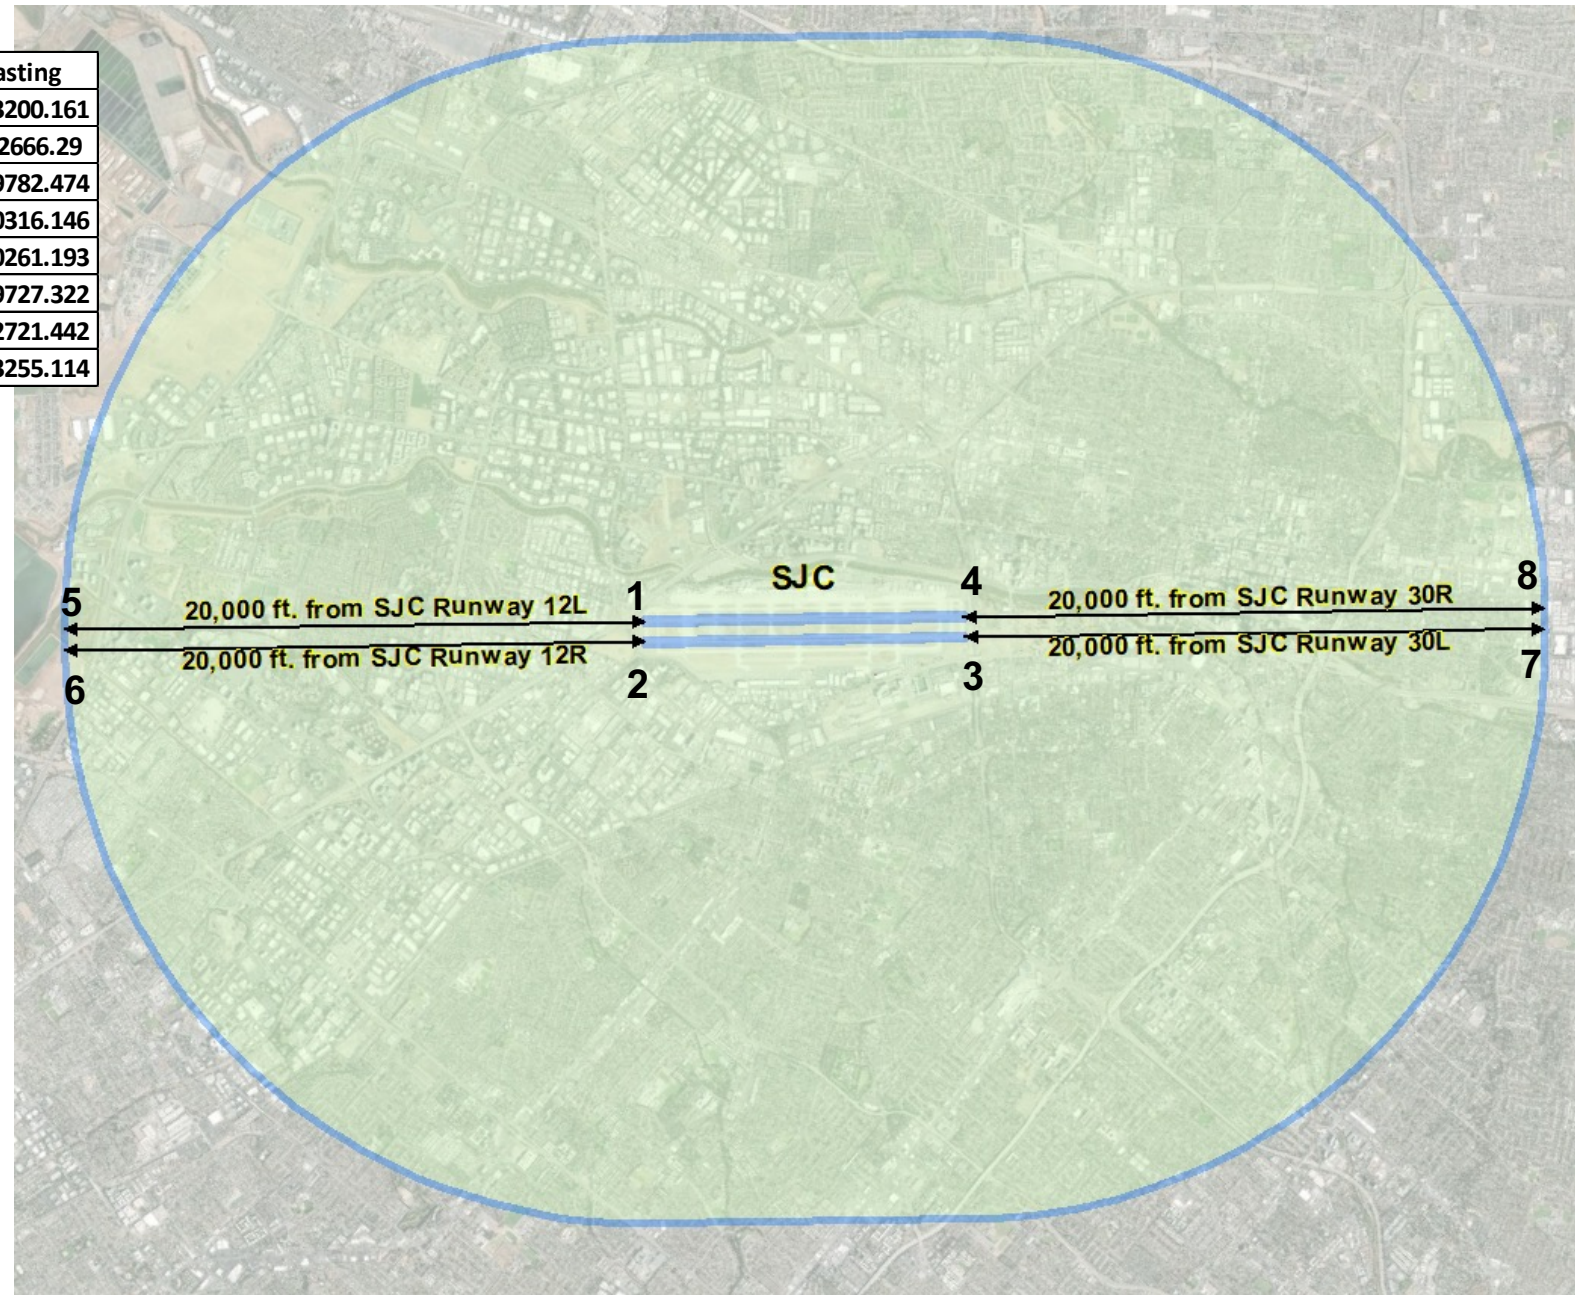 asting
3200.161
2666.29
9782.474
0316.146
0261.193
9727.322
2721.442
3255.114
SJC
1
4
8
5
20,000 ft. from SJC Runway 12L
20,000 ft. from SJC Runway 30R
20,000 ft. from SJC Runway 12R
20,000 ft. from SJC Runway 30L
6
2
3
7